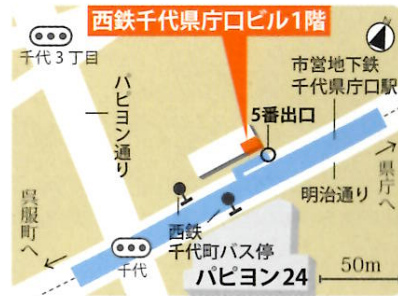 西鉄千代県庁口ビル1階
千代3丁目
N
市営地下鉄
千代県庁口駅
パピヨン通り
5番出口
県庁へ
明治通り
呉服町へ
西鉄
千代町バス停
千代
パピヨン24
50m